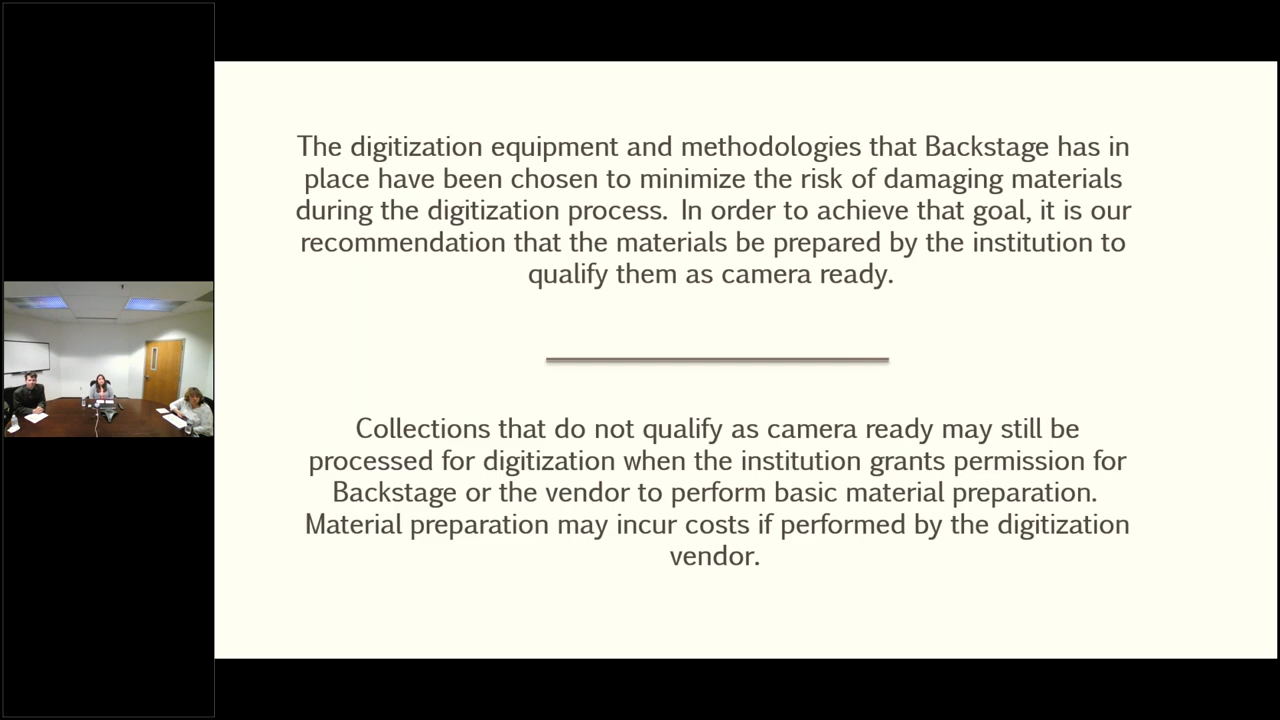 The digitization equipment and methodologies that Backstage has in
place have been chosen to minimize the risk of damaging materials
during the digitization process. In order to achieve that goal, it is our
recommendation that the materials be prepared by the institution to
qualify them as camera ready.
Collections that do not qualify as camera ready may still be
processed for digitization when the institution grants permission for
Backstage or the vendor to perform basic material preparation.
Material preparation may incur costs if performed by the digitization
vendor.